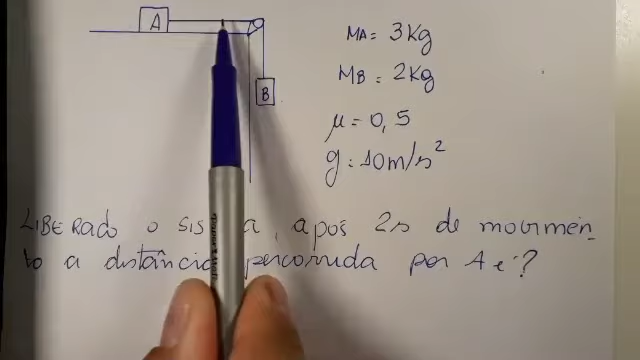 A
B
MA = 3Kg
MB = 2Kg
μ = 0,5
g = 10m/s²
LIBERADO o SIS a, após 2s de movimen-
to a distância percorrida por A é?